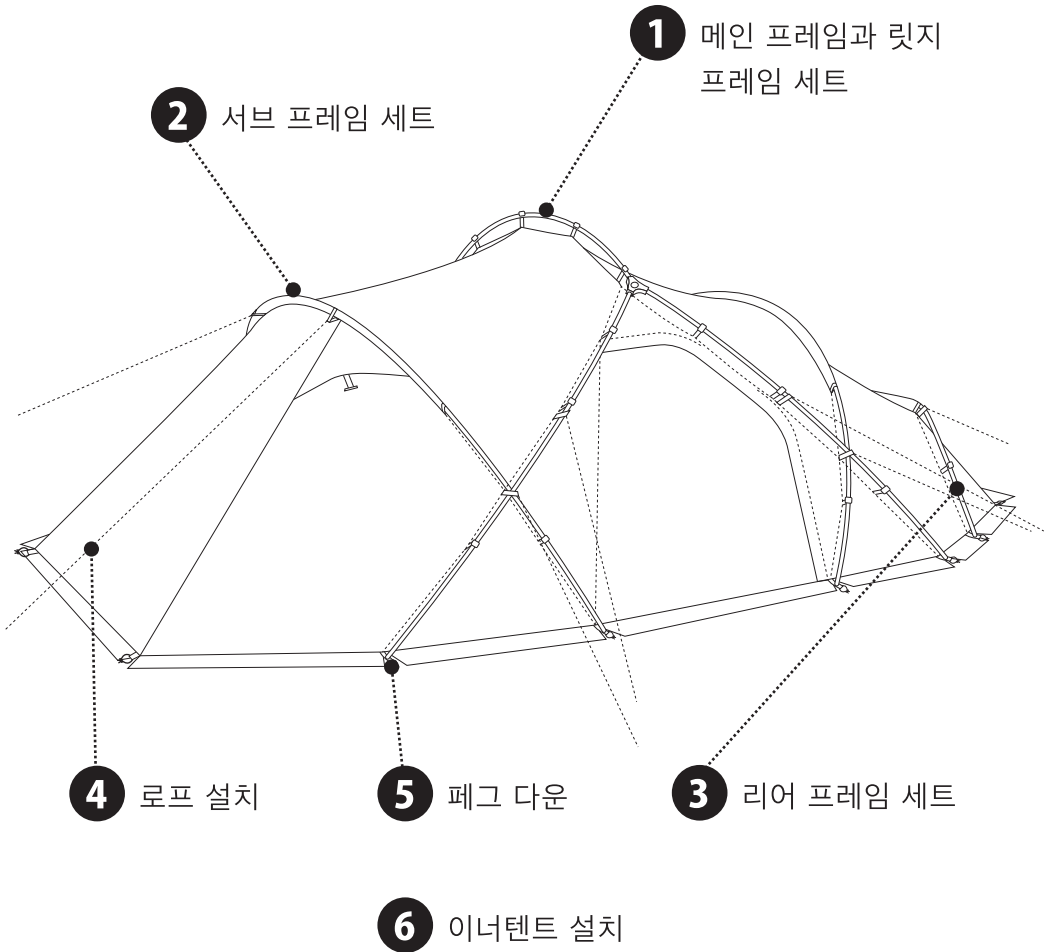 1 메인 프레임과 릿지
프레임 세트
2 서브 프레임 세트
4 로프 설치
5 페그 다운
3 리어 프레임 세트
6 이너텐트 설치